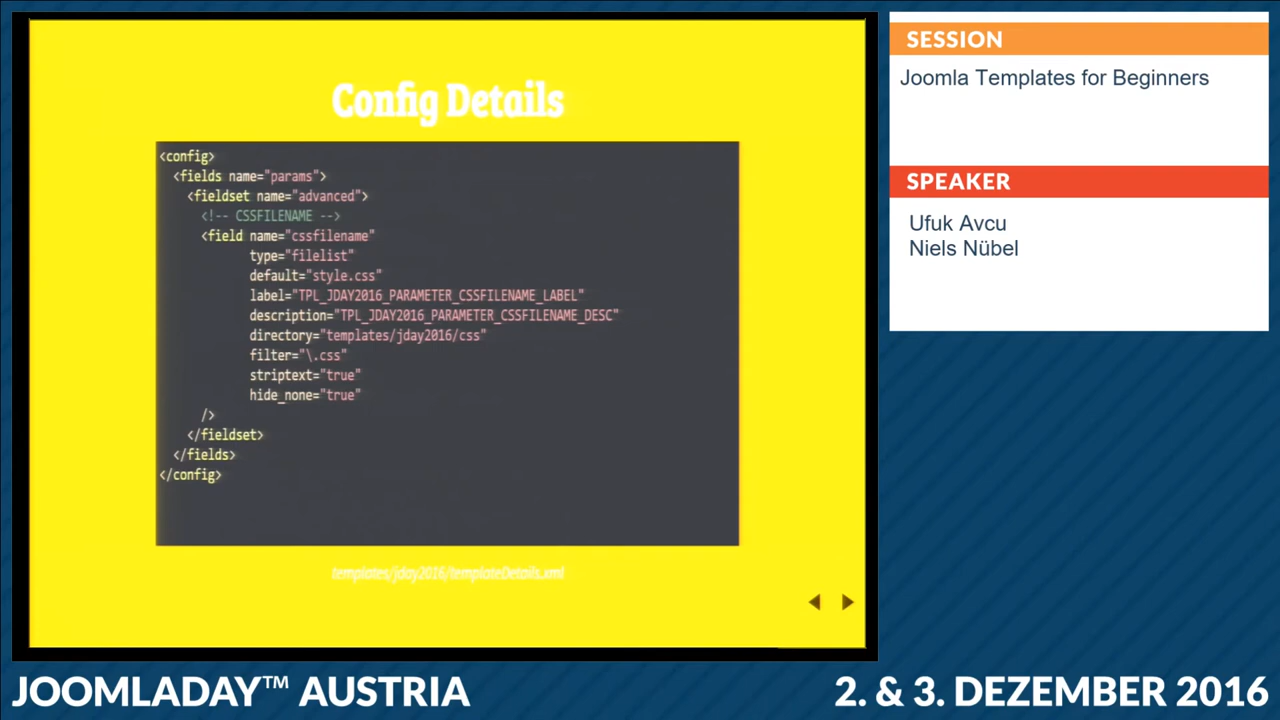 Config Details
<config>
<fields name="params">
<fieldset name="advanced">
<!-- CSSFILENAME -->
<field name="cssfilename"
type="filelist"
default="style.css"
label="TPL_JDAY2016_PARAMETER_CSSFILENAME_LABEL"
description="TPL_JDAY2016_PARAMETER_CSSFILENAME_DESC"
directory="templates/jday2016/css"
filter="\.css"
striptext="true"
hide_none="true"
/>
</fieldset>
</fields>
</config>
templates/jday2016/templateDetails.xml
SESSION
Joomla Templates for Beginners
SPEAKER
Ufuk Avcu
Niels Nübel
JOOMLADAY™ AUSTRIA
2. & 3. DEZEMBER 2016